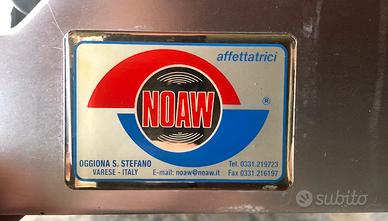 affettatrici
NOAW
®
OGGIONA S. STEFANO Tel. 0331.219723
VARESE - ITALY E-mail: noaw@noaw.it Fax 0331.216197
subito